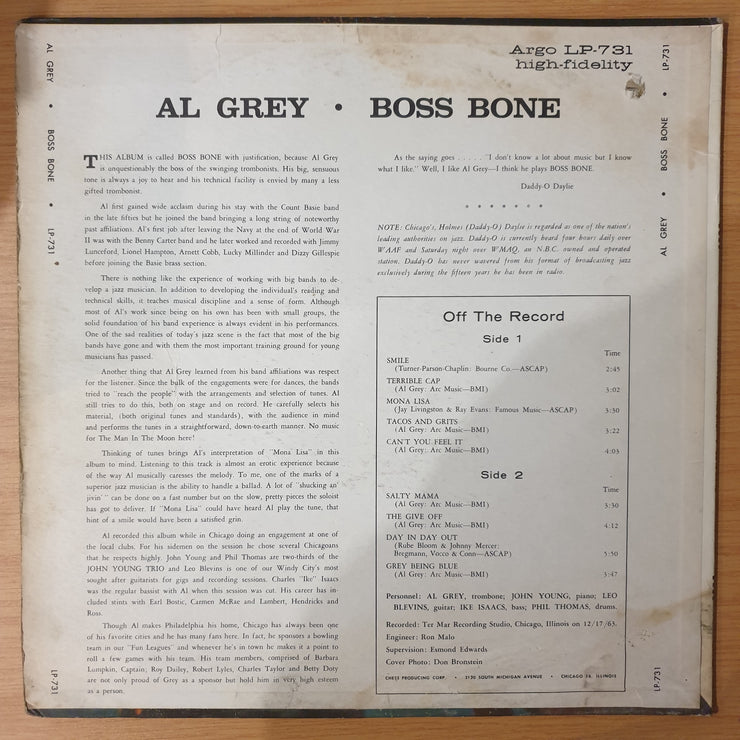 Argo LP-731
high-fidelity
AL GREY • BOSS BONE
AL GREY • BOSS BONE LP-731
THIS ALBUM is called BOSS BONE with justification, because Al Grey
is unquestionably the boss of the swinging trombonists. His big, sensuous
tone is always a joy to hear and his technical facility is envied by many a less
gifted trombonist.
Al first gained wide acclaim during his stay with the Count Basie band
in the late fifties but he joined the band bringing a long string of noteworthy
past affiliations. Al's first job after leaving the Navy at the end of World War
II was with the Benny Carter band and he later worked and recorded with Jimmy
Lunceford, Lionel Hampton, Arnett Cobb, Lucky Millinder and Dizzy Gillespie
before joining the Basie brass section.
There is nothing like the experience of working with big bands to de-
velop a jazz musician. In addition to developing the individual's reading and
technical skills, it teaches musical discipline and a sense of form. Although
most of Al's work since being on his own has been with small groups, the
solid foundation of his band experience is always evident in his performances.
One of the sad realities of today's jazz scene is the fact that most of the big
bands have gone and with them the most important training ground for young
musicians has passed.
Another thing that Al Grey learned from his band affiliations was respect
for the listener. Since the bulk of the engagements were for dances, the bands
tried to "reach the people" with the arrangements and selection of tunes. Al
still tries to do this, both on stage and on record. He carefully selects his
material, (both original tunes and standards), with the audience in mind
and performs the tunes in a straightforward, down-to-earth manner. No music
for The Man In The Moon here!
Thinking of tunes brings Al's interpretation of "Mona Lisa" in this
album to mind. Listening to this track is almost an erotic experience because
of the way Al musically caresses the melody. To me, one of the marks of a
superior jazz musician is the ability to handle a ballad. A lot of "shucking an'
jivin' " can be done on a fast number but on the slow, pretty pieces the soloist
has got to deliver. If "Mona Lisa" could have heard Al play the tune, that
hint of a smile would have been a satisfied grin.
Al recorded this album while in Chicago doing an engagement at one of
the local clubs. For his sidemen on the session he chose several Chicagoans
that he respects highly. John Young and Phil Thomas are two-thirds of the
JOHN YOUNG TRIO and Leo Blevins is one of our Windy City's most
sought after guitarists for gigs and recording sessions. Charles "Ike" Isaacs
was the regular bassist with Al when this session was cut. His career has in-
cluded stints with Earl Bostic, Carmen McRae and Lambert, Hendricks and
Ross.
Though Al makes Philadelphia his home, Chicago has always been one
of his favorite cities and he has many fans here. In fact, he sponsors a bowling
team in our "Fun Leagues" and whenever he's in town he makes it a point to
roll a few games with his team. His team members, comprised of Barbara
Lumpkin, Captain; Roy Dailey, Robert Lyles, Charles Taylor and Betty Doty
are not only proud of Grey as a sponsor but hold him in very high esteem
as a person.
LP-731
As the saying goes . . . . . "I don't know a lot about music but I know
what I like." Well, I like Al Grey—I think he plays BOSS BONE.
Daddy-O Daylie
* * * * * * *
NOTE: Chicago's, Holmes (Daddy-O) Daylie is regarded as one of the nation's
leading authorities on jazz. Daddy-O is currently heard four hours daily over
WAAF and Saturday night over WMAQ, an N.B.C. owned and operated
station. Daddy-O has never wavered from his format of broadcasting jazz
exclusively during the fifteen years he has been in radio.
Off The Record
Side 1
Time
SMILE
(Turner-Parson-Chaplin: Bourne Co.—ASCAP) 2:45
TERRIBLE CAP
(Al Grey: Arc Music—BMI) 3:02
MONA LISA
(Jay Livingston & Ray Evans: Famous Music—ASCAP) 3:30
TACOS AND GRITS
(Al Grey: Arc Music—BMI) 3:22
CAN'T YOU FEEL IT
(Al Grey: Arc Music—BMI) 4:03
Side 2
Time
SALTY MAMA
(Al Grey: Arc Music—BMI) 3:30
THE GIVE OFF
(Al Grey: Arc Music—BMI) 4:12
DAY IN DAY OUT
(Rube Bloom & Johnny Mercer:
Bergmann, Vocco & Conn—ASCAP) 3:50
GREY BEING BLUE
(Al Grey: Arc Music—BMI) 3:47
Personnel: AL GREY, trombone; JOHN YOUNG, piano; LEO
BLEVINS, guitar; IKE ISAACS, bass; PHIL THOMAS, drums.
Recorded: Ter Mar Recording Studio, Chicago, Illinois on 12/17/63.
Engineer: Ron Malo
Supervision: Esmond Edwards
Cover Photo: Don Bronstein
CHESS PRODUCING CORP. • 2120 SOUTH MICHIGAN AVENUE • CHICAGO 16, ILLINOIS
AL GREY • BOSS BONE • LP-731
LP-731